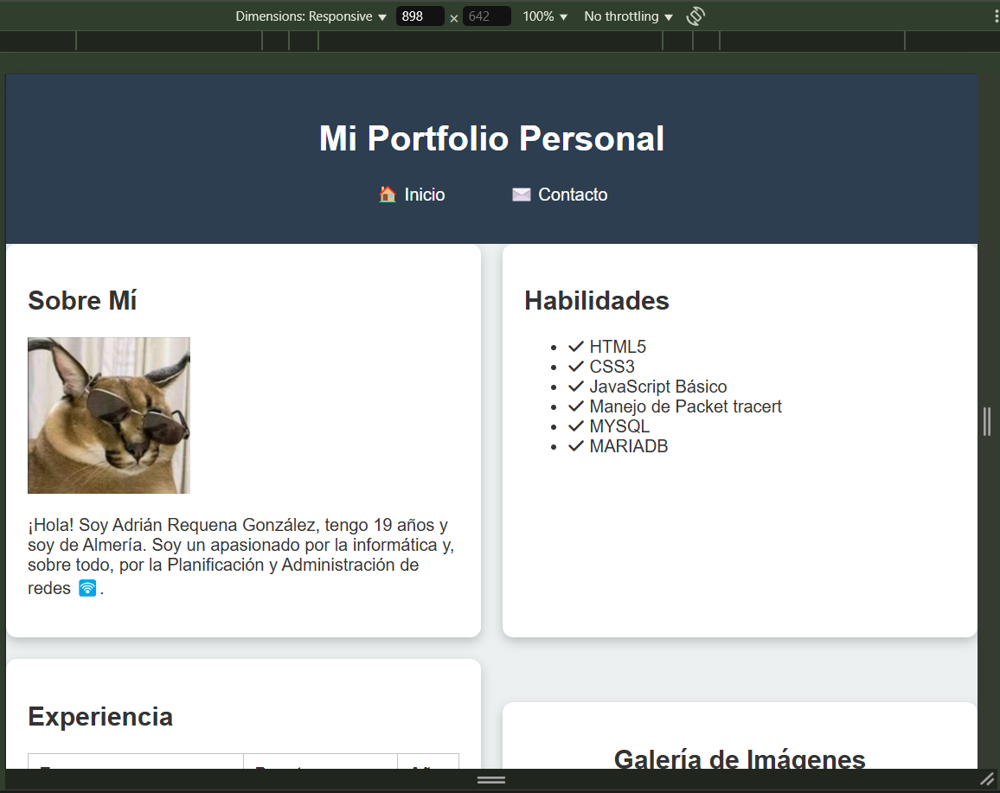 Dimensions: Responsive ▼ 898 × 642 100% ▼ No throttling ▼
Mi Portfolio Personal
🏠 Inicio ✉️ Contacto
Sobre Mí
¡Hola! Soy Adrián Requena González, tengo 19 años y
soy de Almería. Soy un apasionado por la informática y,
sobre todo, por la Planificación y Administración de
redes 🛜 .
Habilidades
• ✓ HTML5
• ✓ CSS3
• ✓ JavaScript Básico
• ✓ Manejo de Packet tracert
• ✓ MYSQL
• ✓ MARIADB
Experiencia
Galería de Imágenes